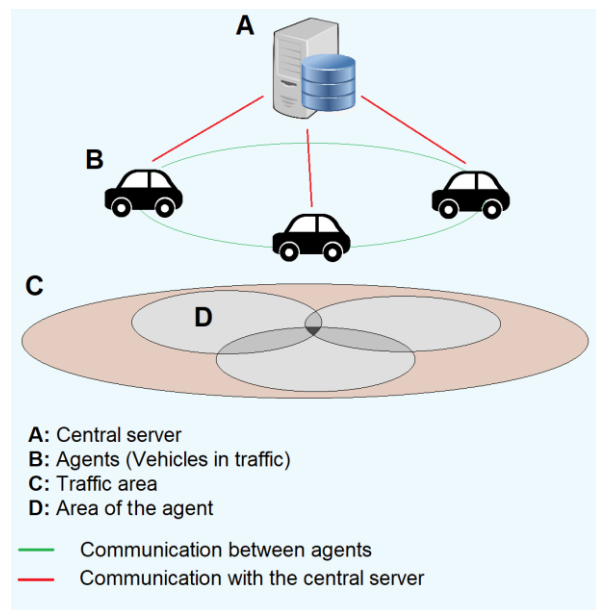 A
B
C
D
A: Central server
B: Agents (Vehicles in traffic)
C: Traffic area
D: Area of the agent
Communication between agents
Communication with the central server